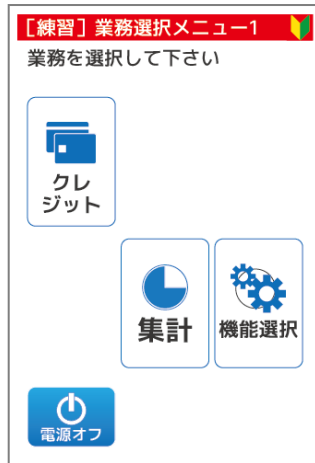 [練習] 業務選択メニュー1
業務を選択して下さい
クレ
ジット
集計
機能選択
電源オフ